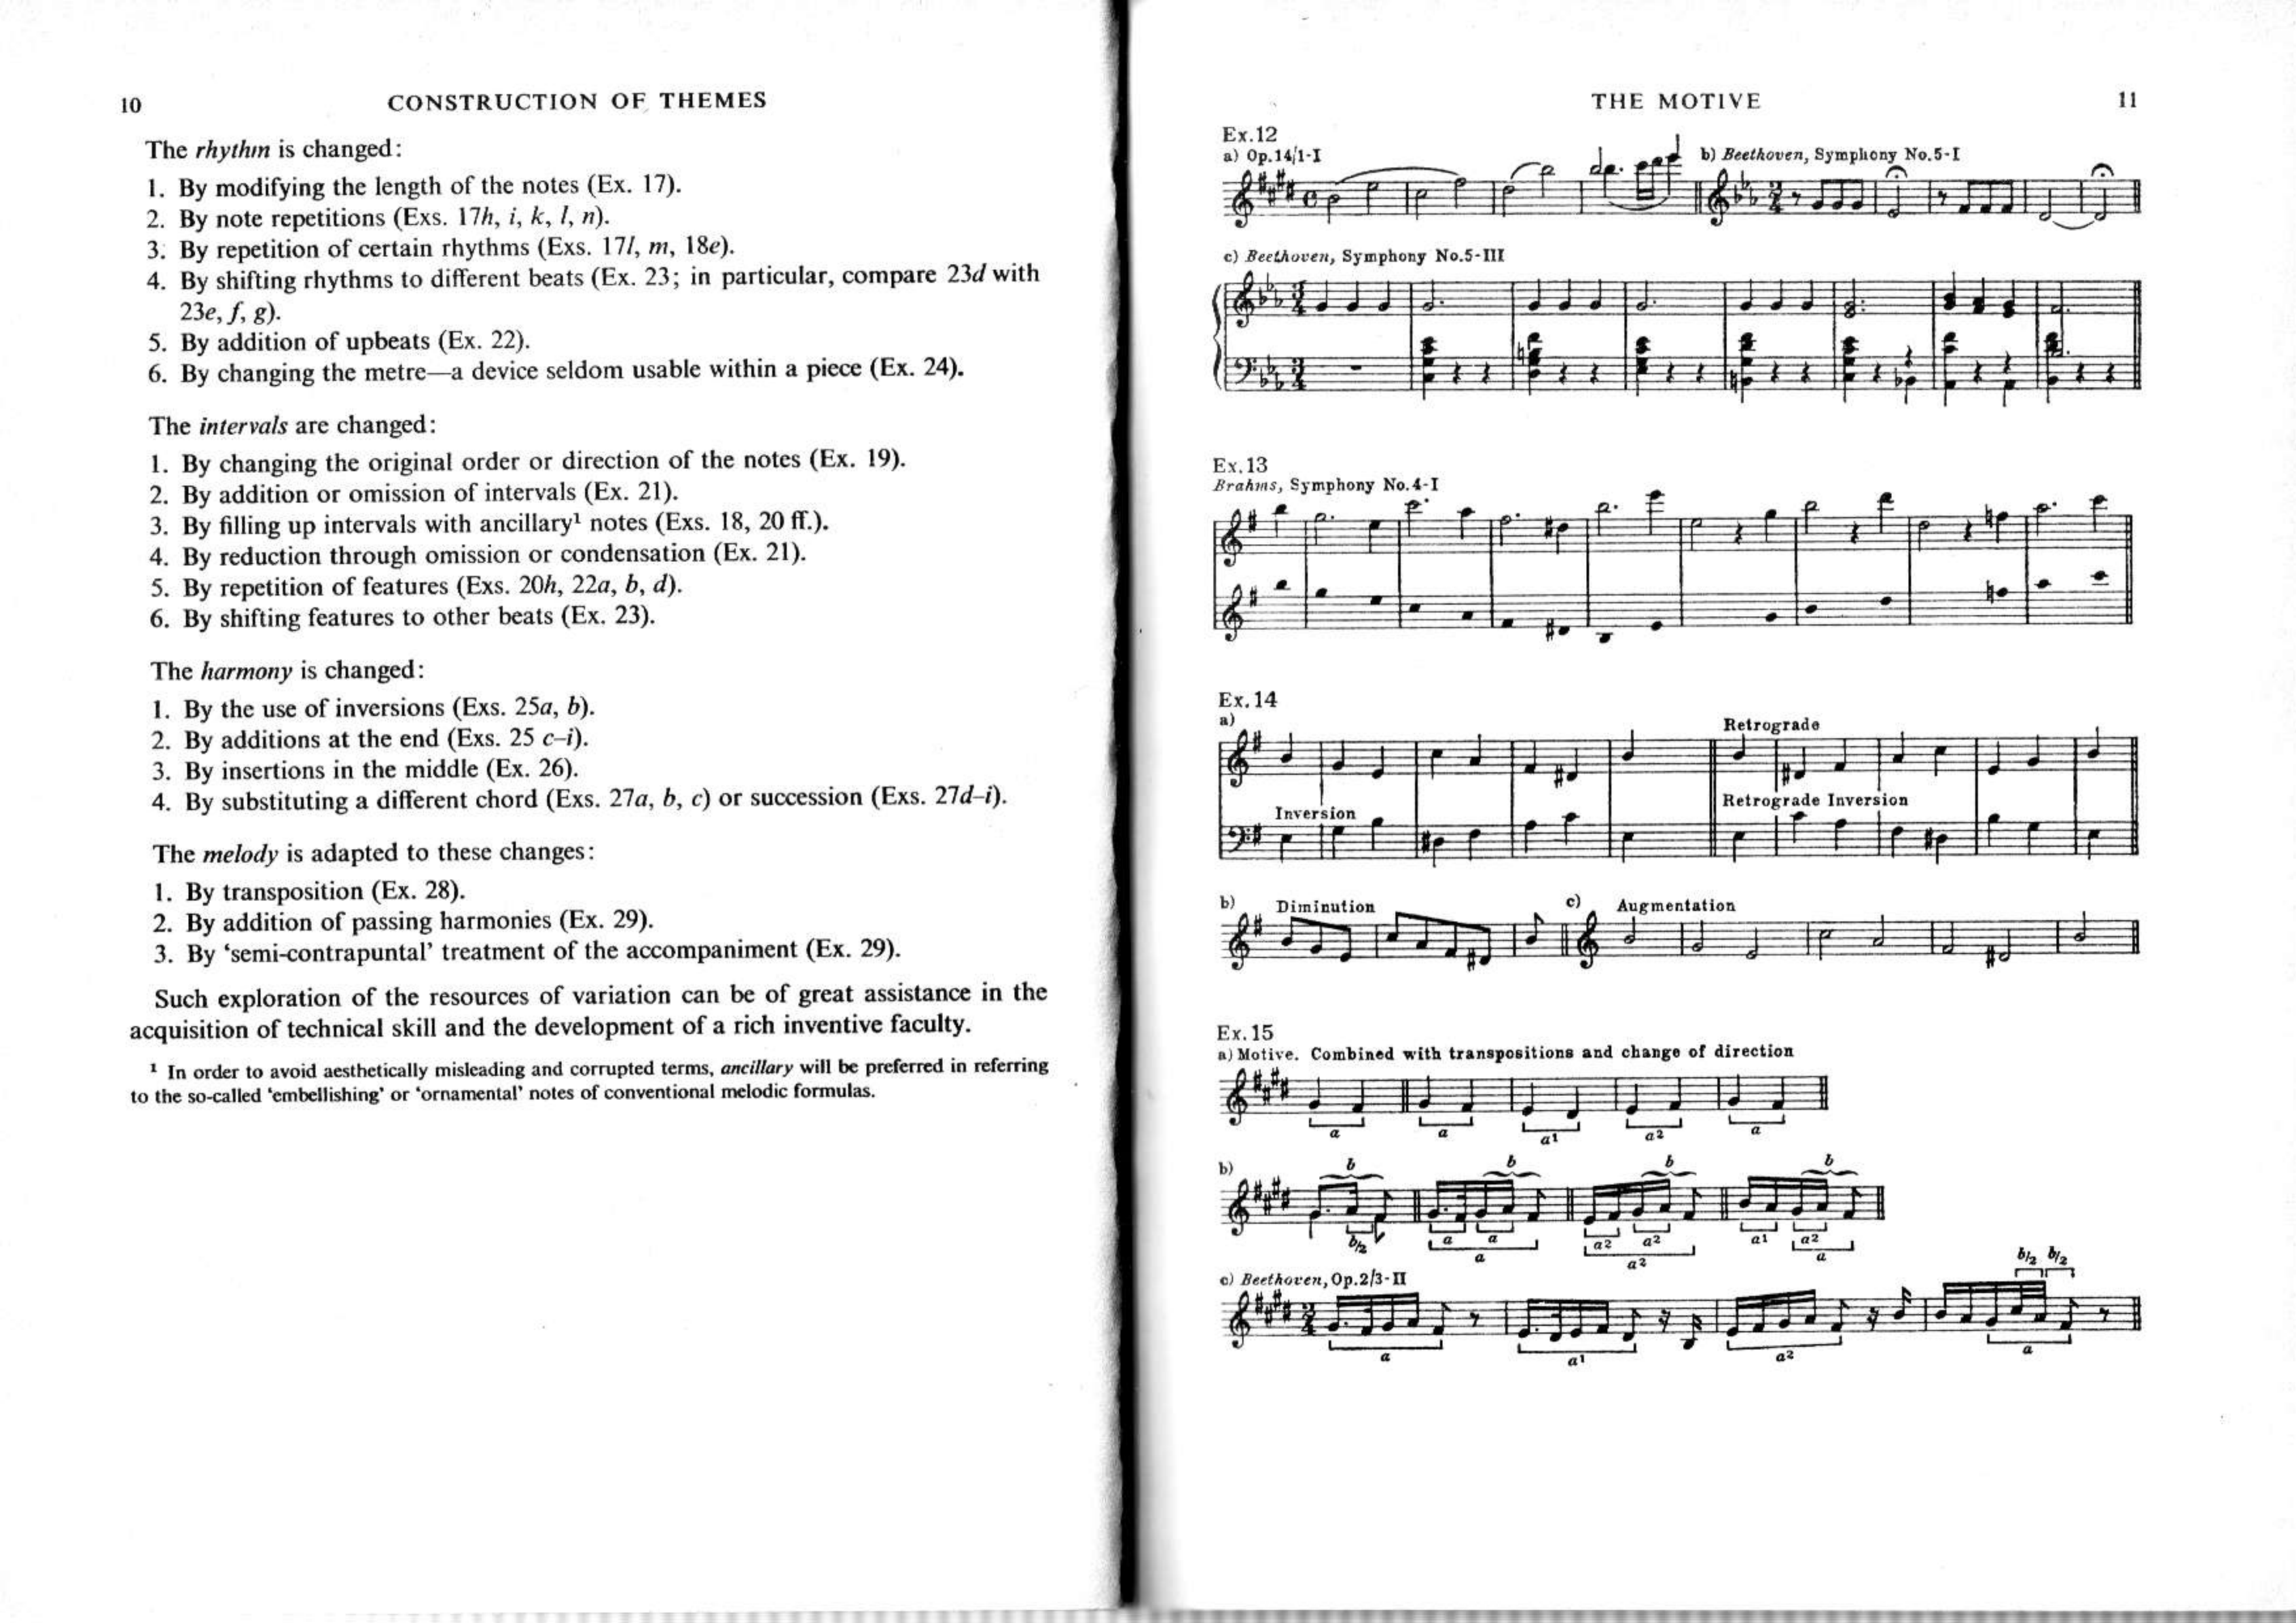 10 CONSTRUCTION OF THEMES
The rhythm is changed:
1. By modifying the length of the notes (Ex. 17).
2. By note repetitions (Exs. 17h, i, k, l, n).
3. By repetition of certain rhythms (Exs. 17l, m, 18e).
4. By shifting rhythms to different beats (Ex. 23; in particular, compare 23d with
23e, f, g).
5. By addition of upbeats (Ex. 22).
6. By changing the metre—a device seldom usable within a piece (Ex. 24).
The intervals are changed:
1. By changing the original order or direction of the notes (Ex. 19).
2. By addition or omission of intervals (Ex. 21).
3. By filling up intervals with ancillary¹ notes (Exs. 18, 20 ff.).
4. By reduction through omission or condensation (Ex. 21).
5. By repetition of features (Exs. 20h, 22a, b, d).
6. By shifting features to other beats (Ex. 23).
The harmony is changed:
1. By the use of inversions (Exs. 25a, b).
2. By additions at the end (Exs. 25 c–i).
3. By insertions in the middle (Ex. 26).
4. By substituting a different chord (Exs. 27a, b, c) or succession (Exs. 27d–i).
The melody is adapted to these changes:
1. By transposition (Ex. 28).
2. By addition of passing harmonies (Ex. 29).
3. By ‘semi-contrapuntal’ treatment of the accompaniment (Ex. 29).
Such exploration of the resources of variation can be of great assistance in the
acquisition of technical skill and the development of a rich inventive faculty.
¹ In order to avoid aesthetically misleading and corrupted terms, ancillary will be preferred in referring
to the so-called ‘embellishing’ or ‘ornamental’ notes of conventional melodic formulas.
THE MOTIVE 11
Ex.12
a) Op.14/1-I b) Beethoven, Symphony No.5-I
c) Beethoven, Symphony No.5-III
Ex.13
Brahms, Symphony No.4-I
Ex.14
a)
Retrograde
Inversion Retrograde Inversion
b) Diminution c) Augmentation
Ex.15
a) Motive. Combined with transpositions and change of direction
a a a¹ a² a
b) b b b b
b/2 a a a² a² a¹ a²
a a² a
b/2 b/2
c) Beethoven, Op.2/3-II
a a¹ a² a